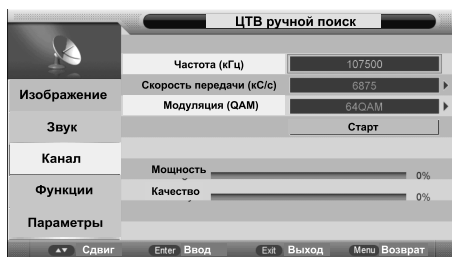 ЦТВ ручной поиск
Частота (кГц) 107500
Скорость передачи (кС/с) 6875
Модуляция (QAM) 64QAM
Старт
Мощность 0%
Качество 0%
Изображение
Звук
Канал
Функции
Параметры
Сдвиг Enter Ввод Exit Выход Menu Возврат